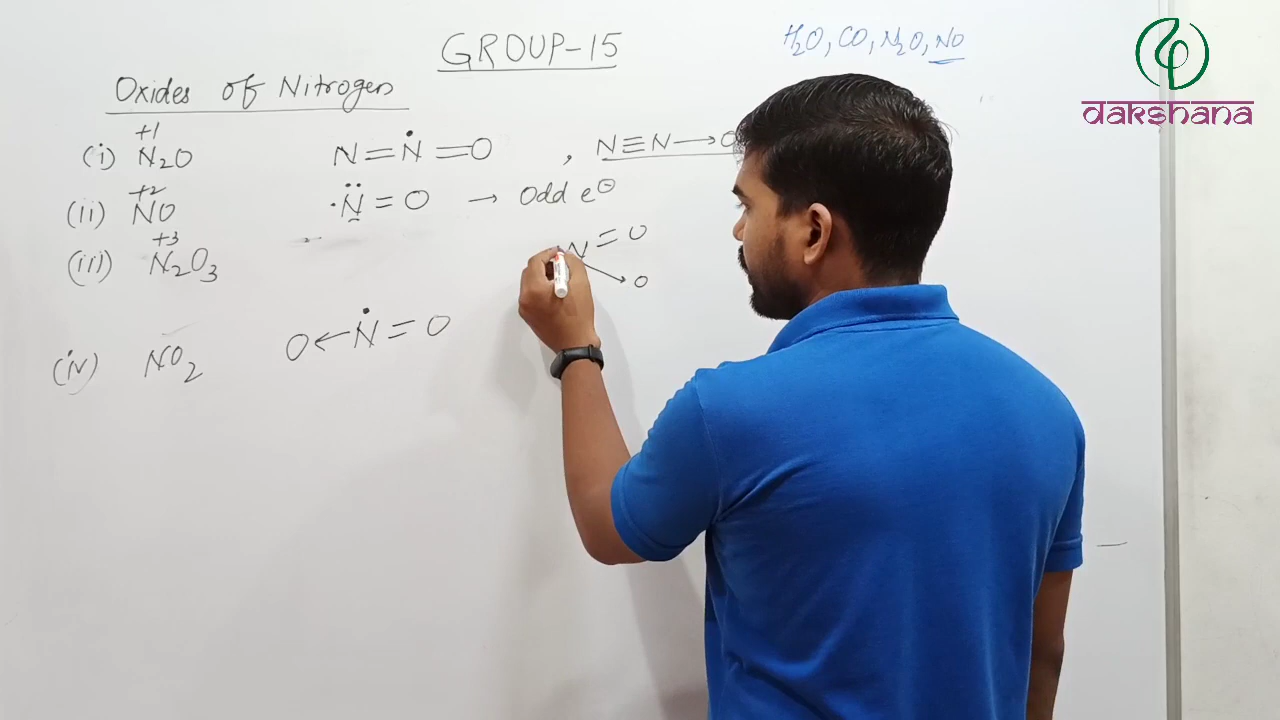 GROUP-15
H₂O, CO, N₂O, NO
dakshana
Oxides of Nitrogen
+1
(i) N₂O N=N=O , N≡N→O
+2
(ii) NO ·N=O → Odd e⊖
+3
(iii) N₂O₃ N=O
O
(iv) NO₂ O←N=O